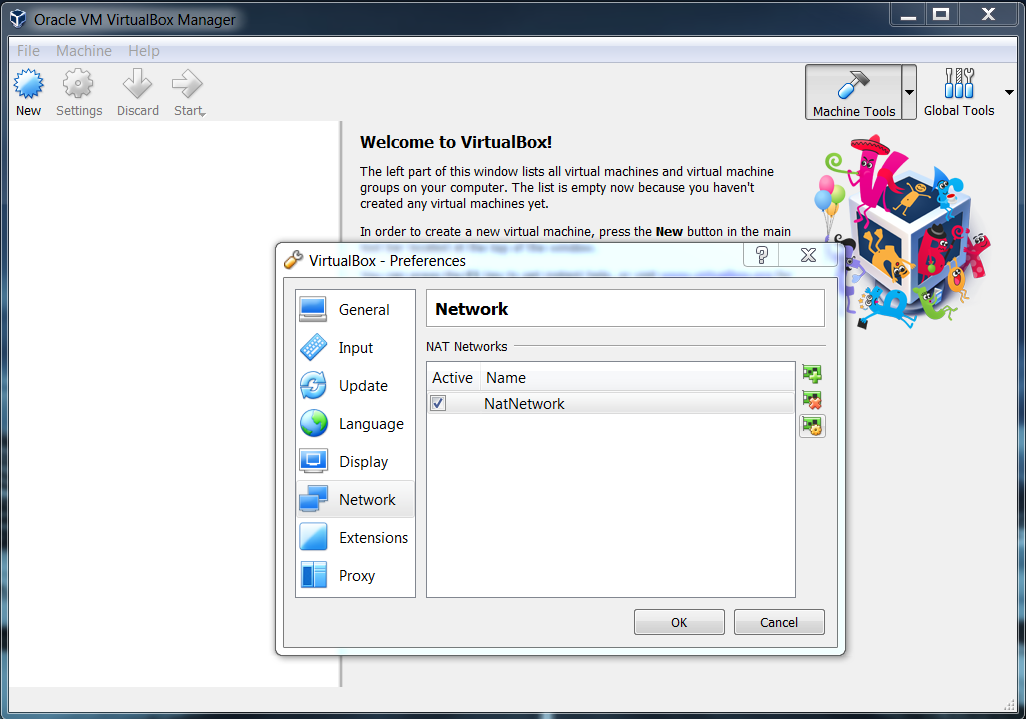 Oracle VM VirtualBox Manager
File Machine Help
New Settings Discard Start
Machine Tools Global Tools
Welcome to VirtualBox!
The left part of this window lists all virtual machines and virtual machine
groups on your computer. The list is empty now because you haven't
created any virtual machines yet.
In order to create a new virtual machine, press the New button in the main
VirtualBox - Preferences
General
Input
Update
Language
Display
Network
Extensions
Proxy
Network
NAT Networks
Active Name
NatNetwork
OK Cancel